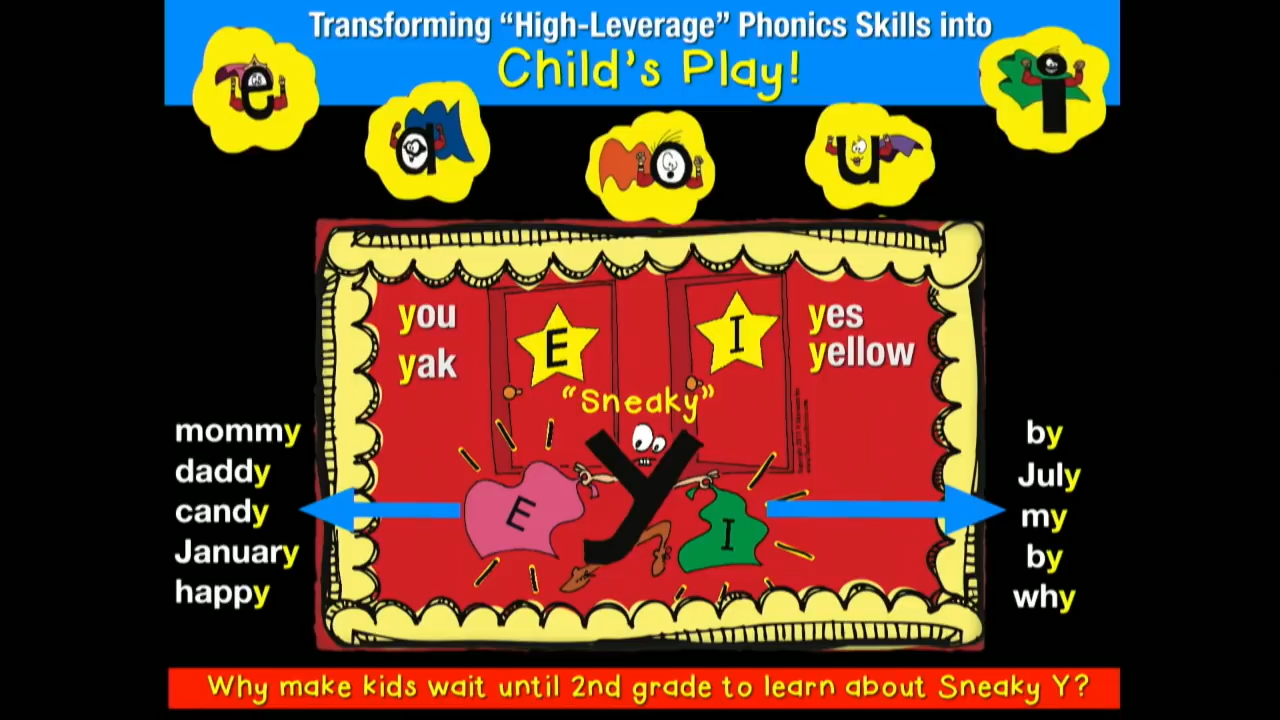 Transforming “High-Leverage” Phonics Skills into
Child's Play!
e
a
o
u
i
you
yak
E
I
yes
yellow
“Sneaky”
y
E
I
mommy
daddy
candy
January
happy
by
July
my
by
why
Why make kids wait until 2nd grade to learn about Sneaky Y?